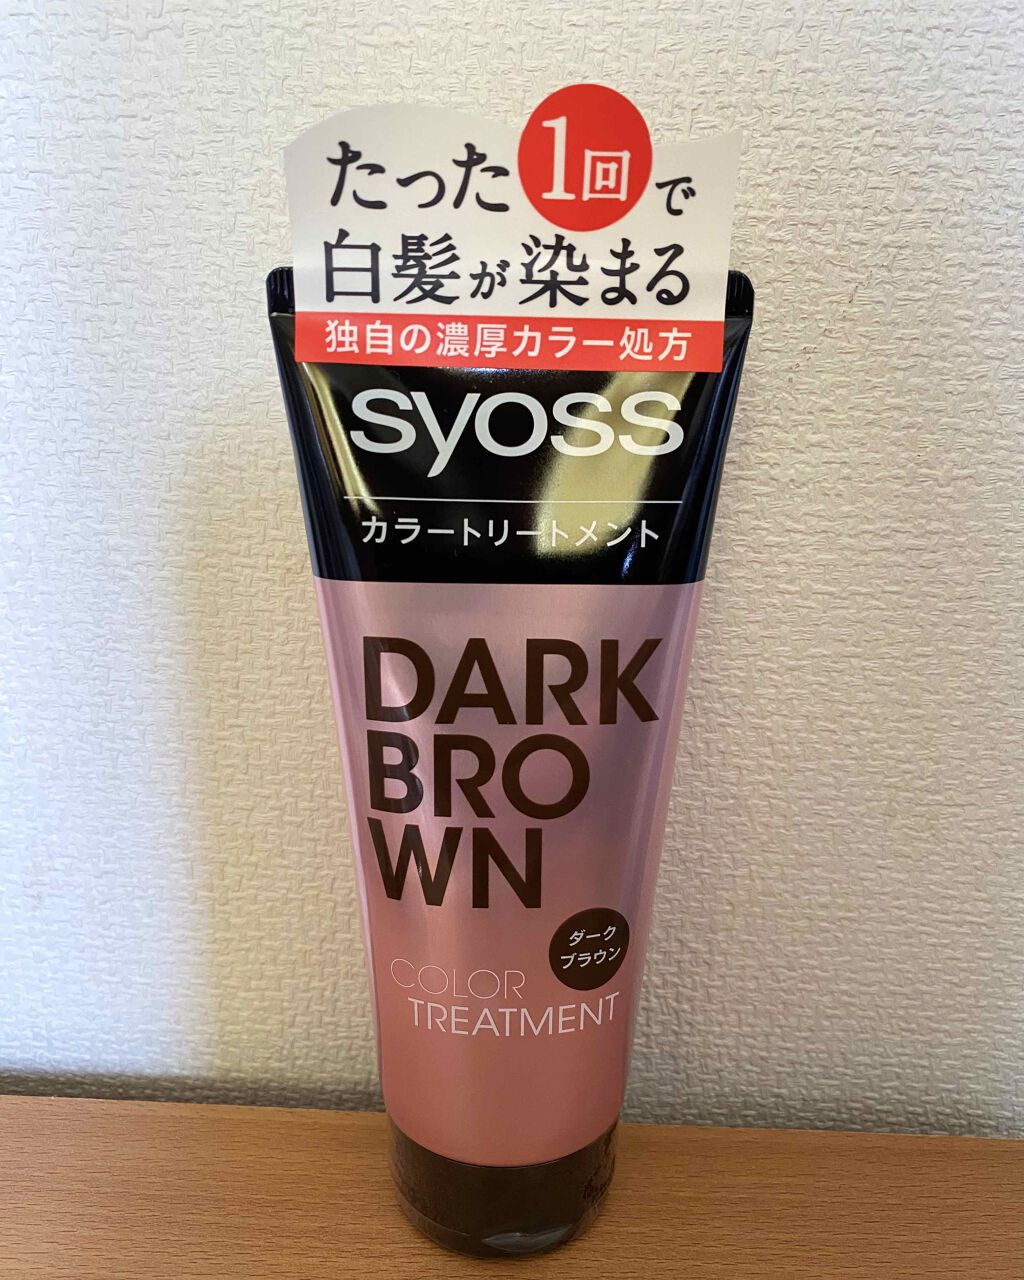 たった1回で
白髪が染まる
独自の濃厚カラー処方
syoss
カラートリートメント
DARK
BRO
WN
ダーク
ブラウン
COLOR
TREATMENT